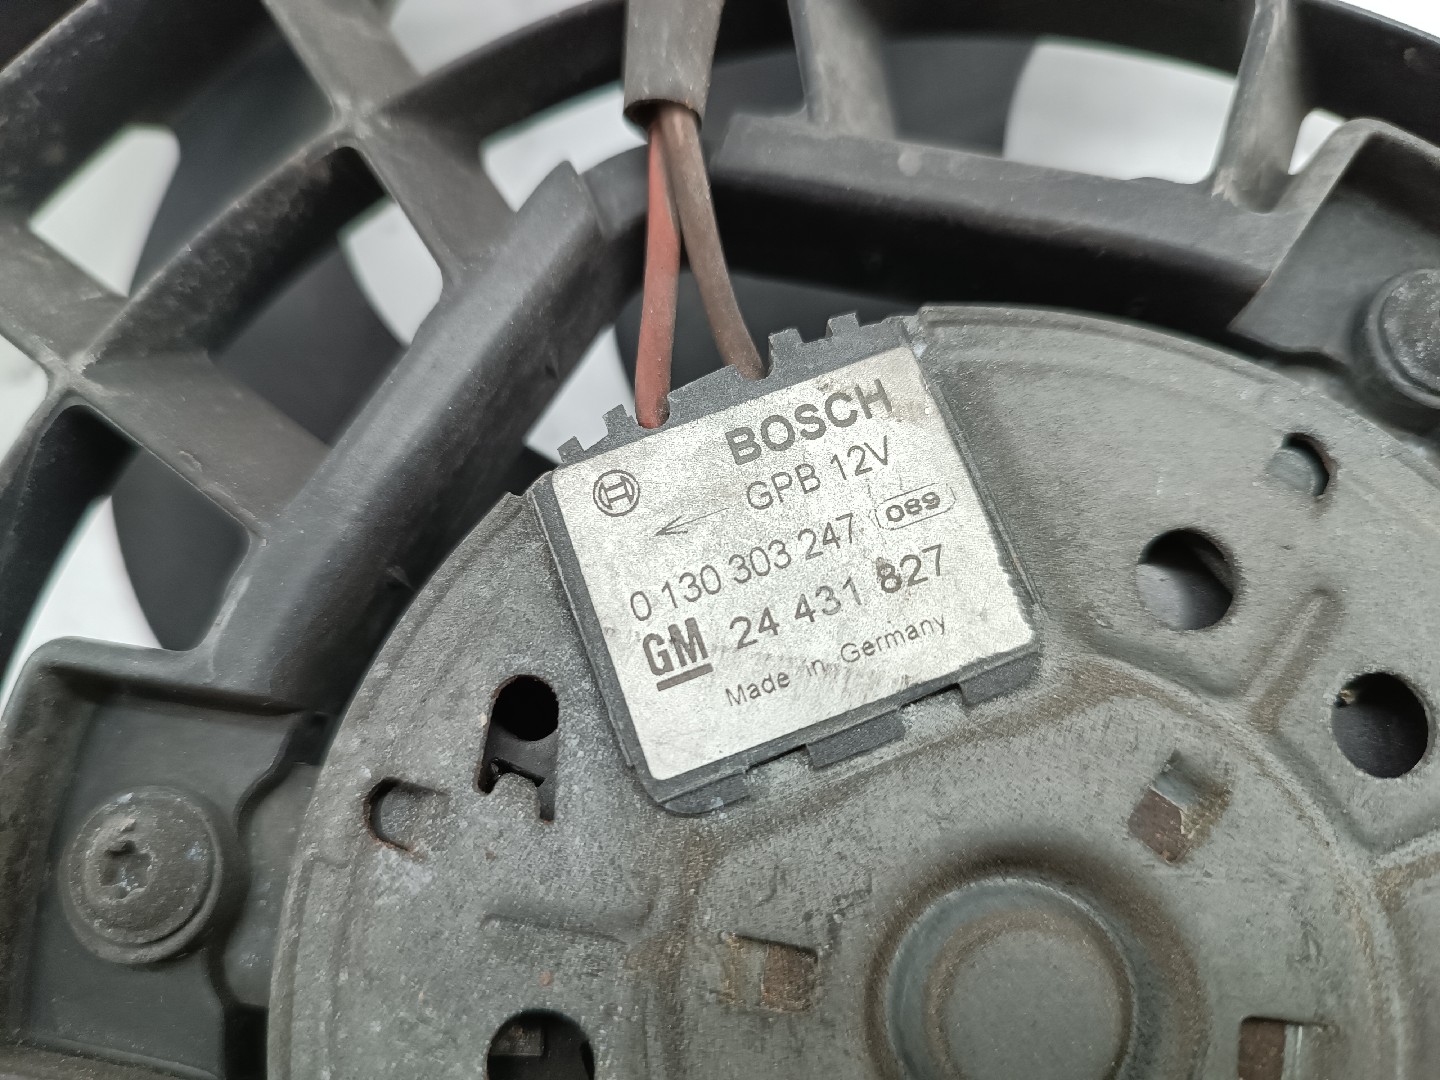 BOSCH
GPB 12V
0 130 303 247 089
GM 24 431 827
Made in Germany